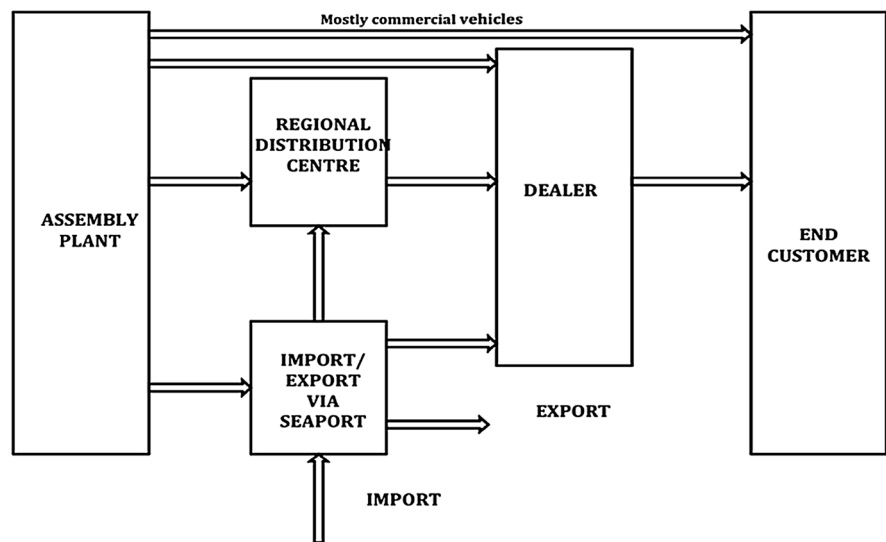 Mostly commercial vehicles
REGIONAL
DISTRIBUTION
CENTRE
DEALER
ASSEMBLY
PLANT
END
CUSTOMER
IMPORT/
EXPORT
VIA
SEAPORT
EXPORT
IMPORT